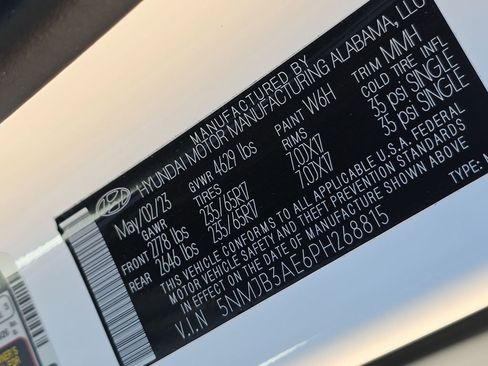 MANUFACTURED BY
HYUNDAI MOTOR MANUFACTURING ALABAMA, LLC
May/02/23 GVWR 4629 lbs PAINT W6H TRIM MMH
GAWR TIRES RIMS COLD TIRE INFL
FRONT 2778 lbs 235/65R17 7.0JX17 35 psi SINGLE
REAR 2646 lbs 235/65R17 7.0JX17 35 psi SINGLE
THIS VEHICLE CONFORMS TO ALL APPLICABLE U.S.A. FEDERAL
MOTOR VEHICLE SAFETY AND THEFT PREVENTION STANDARDS
IN EFFECT ON THE DATE OF MANUFACTURE SHOWN ABOVE
V.I.N 5NMJB3AE6PH268815 TYPE: